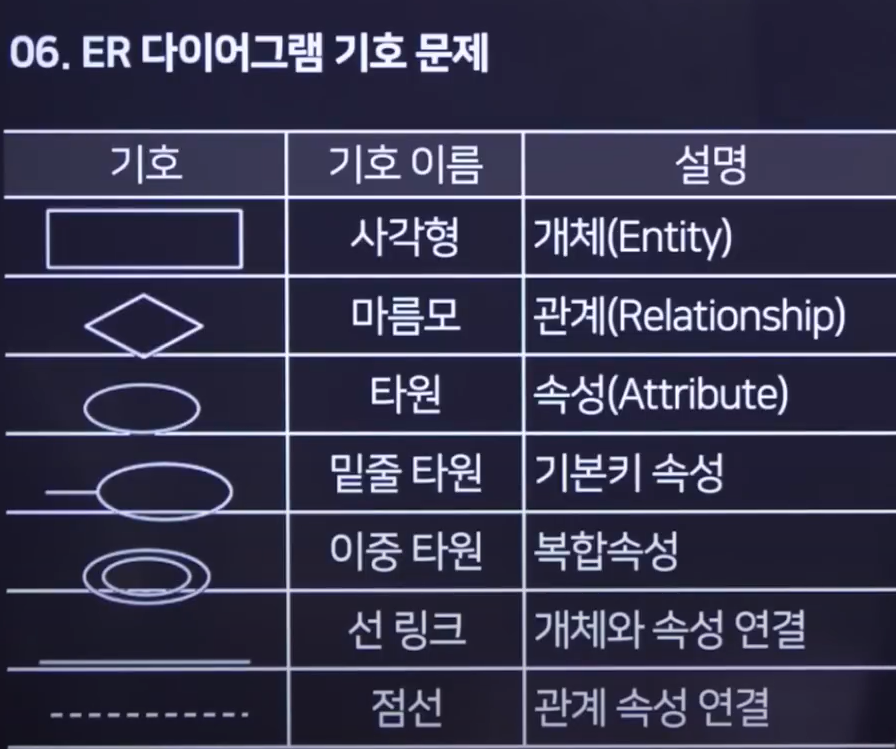 06. ER 다이어그램 기호 문제
기호 기호 이름 설명
사각형 개체(Entity)
마름모 관계(Relationship)
타원 속성(Attribute)
밑줄 타원 기본키 속성
이중 타원 복합속성
선 링크 개체와 속성 연결
점선 관계 속성 연결